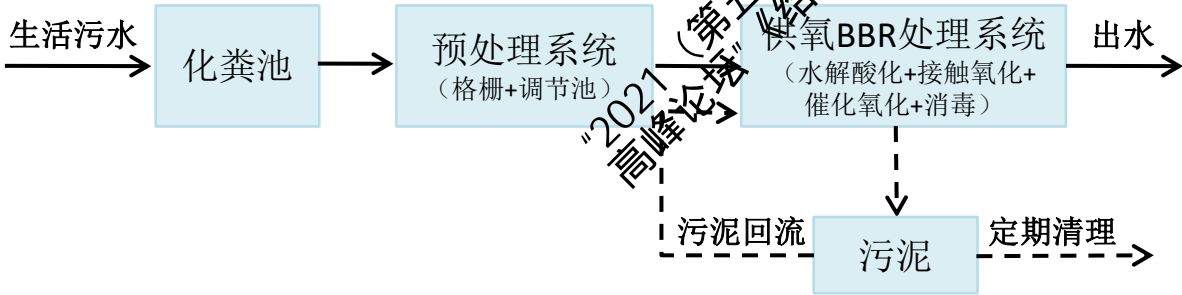 生活污水
化粪池
预处理系统
（格栅+调节池）
供氧BBR处理系统
（水解酸化+接触氧化+
催化氧化+消毒）
出水
污泥回流
污泥
定期清理
"2021（第五
高峰论坛"《结